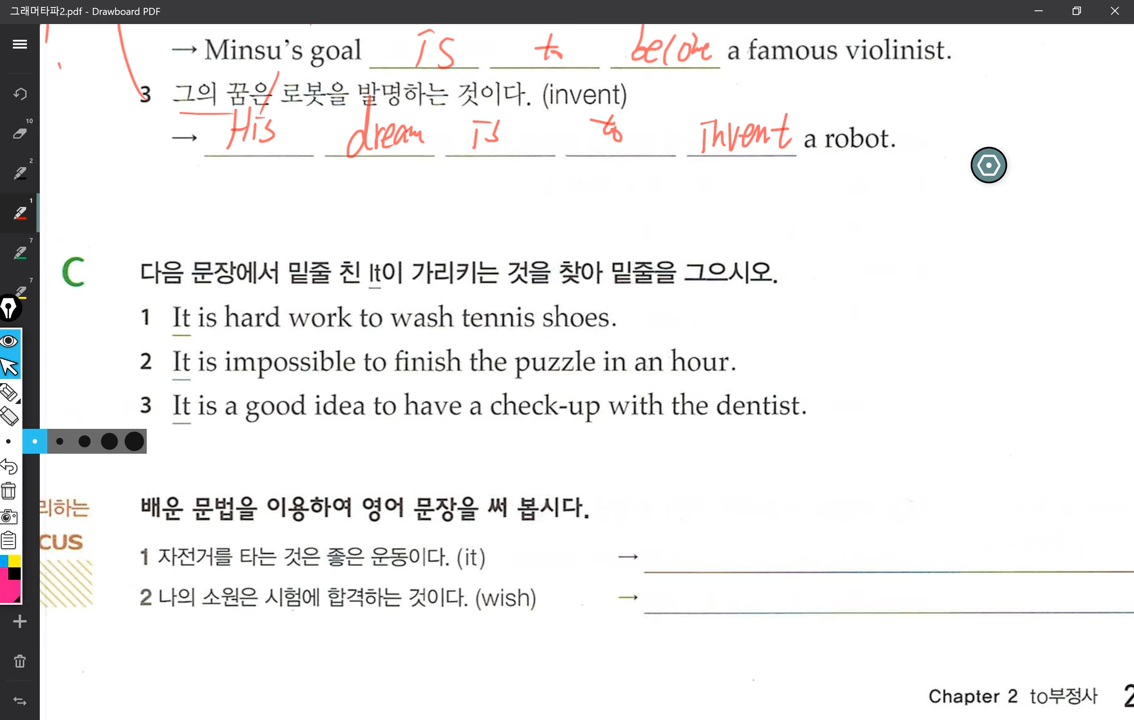 그래머타파2.pdf - Drawboard PDF
→ Minsu's goal is to become a famous violinist.
3 그의 꿈은 로봇을 발명하는 것이다. (invent)
→ His dream is to invent a robot.
C 다음 문장에서 밑줄 친 It이 가리키는 것을 찾아 밑줄을 그으시오.
1 It is hard work to wash tennis shoes.
2 It is impossible to finish the puzzle in an hour.
3 It is a good idea to have a check-up with the dentist.
리하는
CUS
배운 문법을 이용하여 영어 문장을 써 봅시다.
1 자전거를 타는 것은 좋은 운동이다. (it) →
2 나의 소원은 시험에 합격하는 것이다. (wish) →
Chapter 2 to부정사 2
10
2
1
7
7